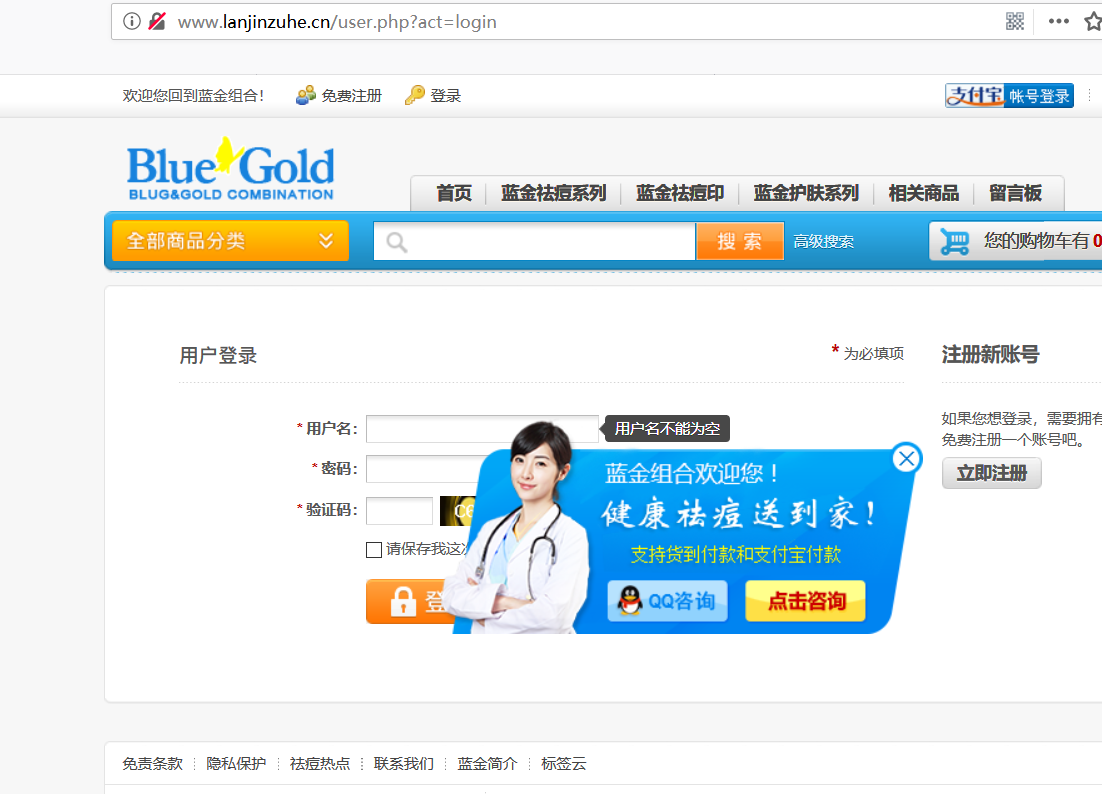 www.lanjinzuhe.cn/user.php?act=login
欢迎您回到蓝金组合! 免费注册 登录 支付宝 帐号登录
Blue Gold
BLUG&GOLD COMBINATION
首页 蓝金祛痘系列 蓝金祛痘印 蓝金护肤系列 相关商品 留言板
全部商品分类 搜索 高级搜索 您的购物车有 0
用户登录 * 为必填项 注册新账号
* 用户名: 用户名不能为空
如果您想登录，需要拥有
免费注册一个账号吧。
* 密码:
立即注册
* 验证码:
请保存我这次
登
蓝金组合欢迎您！
健康祛痘送到家！
支持货到付款和支付宝付款
QQ咨询 点击咨询
免责条款 隐私保护 祛痘热点 联系我们 蓝金简介 标签云